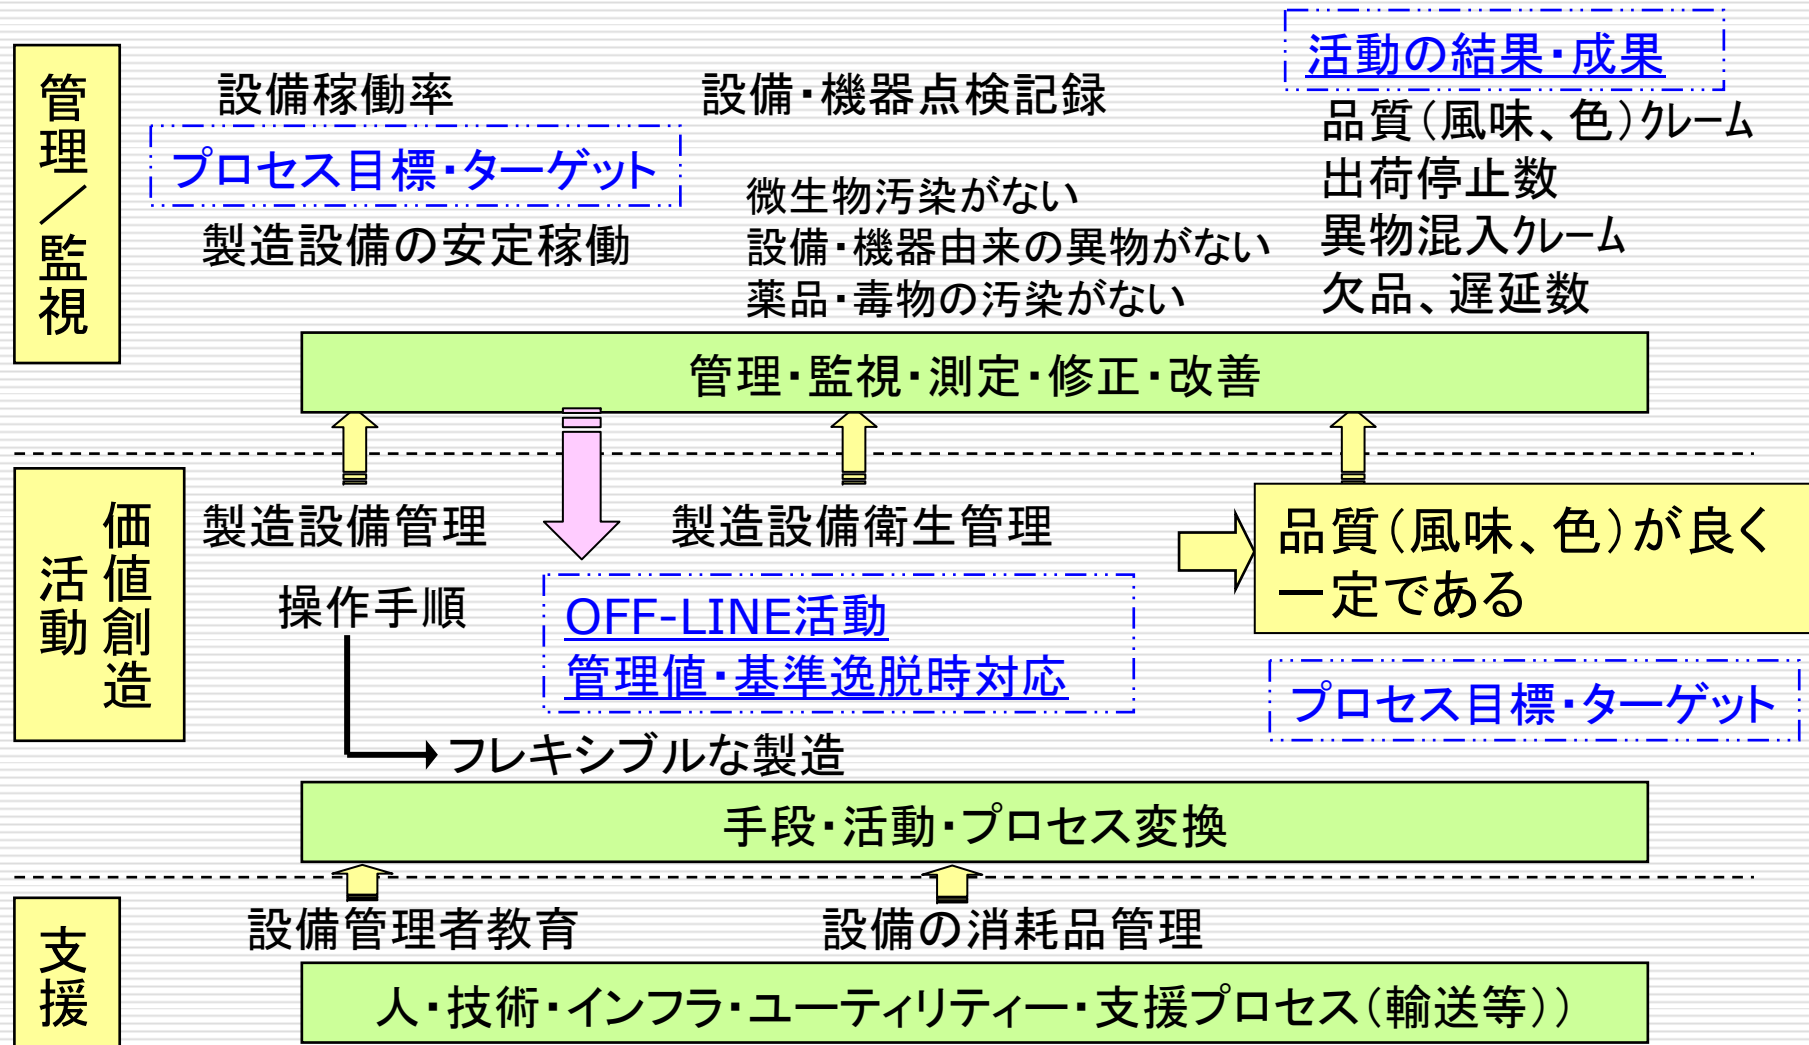 管理／監視
設備稼働率
プロセス目標・ターゲット
製造設備の安定稼働
設備・機器点検記録
微生物汚染がない
設備・機器由来の異物がない
薬品・毒物の汚染がない
活動の結果・成果
品質（風味、色）ｸﾚｰﾑ
出荷停止数
異物混入ｸﾚｰﾑ
欠品、遅延数
管理・監視・測定・修正・改善
価値創造
活動
製造設備管理
操作手順
製造設備衛生管理
OFF-LINE活動
管理値・基準逸脱時対応
品質（風味、色）が良く
一定である
プロセス目標・ターゲット
フレキシブルな製造
手段・活動・プロセス変換
支援
設備管理者教育
設備の消耗品管理
人・技術・インフラ・ユーティリティー・支援プロセス（輸送等））